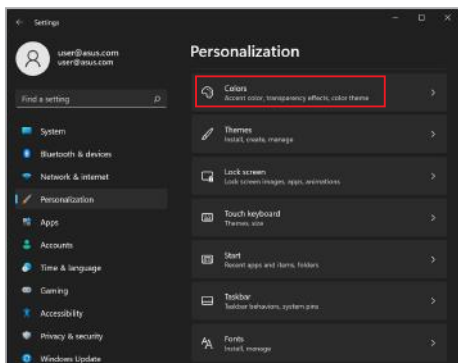 Settings
user@asus.com
user@asus.com
Find a setting
System
Bluetooth & devices
Network & internet
Personalization
Apps
Accounts
Time & language
Gaming
Accessibility
Privacy & security
Windows Update
Personalization
Colors
Accent color, transparency effects, color theme
Themes
Install, create, manage
Lock screen
Lock screen images, apps, animations
Touch keyboard
Themes, size
Start
Recent apps and items, folders
Taskbar
Taskbar behaviors, system pins
Fonts
Install, manage